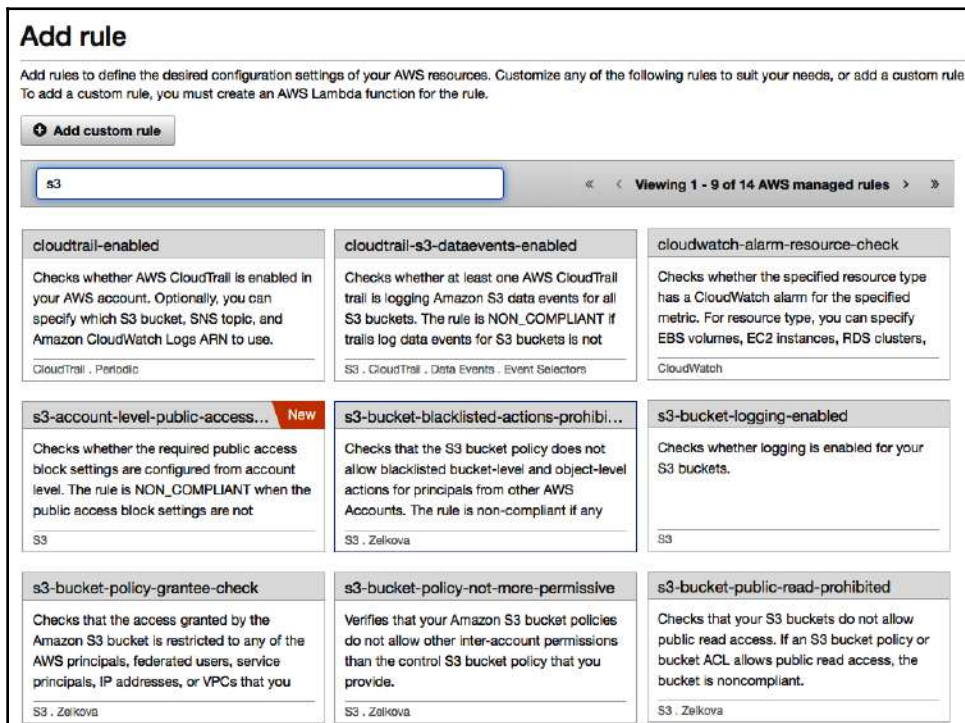 Add rule
Add rules to define the desired configuration settings of your AWS resources. Customize any of the following rules to suit your needs, or add a custom rule
To add a custom rule, you must create an AWS Lambda function for the rule.
Add custom rule
s3
« < Viewing 1 - 9 of 14 AWS managed rules > »
cloudtrail-enabled
Checks whether AWS CloudTrail is enabled in
your AWS account. Optionally, you can
specify which S3 bucket, SNS topic, and
Amazon CloudWatch Logs ARN to use.
CloudTrail . Periodic
cloudtrail-s3-dataevents-enabled
Checks whether at least one AWS CloudTrail
trail is logging Amazon S3 data events for all
S3 buckets. The rule is NON_COMPLIANT if
trails log data events for S3 buckets is not
S3 . CloudTrail . Data Events . Event Selectors
cloudwatch-alarm-resource-check
Checks whether the specified resource type
has a CloudWatch alarm for the specified
metric. For resource type, you can specify
EBS volumes, EC2 instances, RDS clusters,
CloudWatch
s3-account-level-public-access...
New
Checks whether the required public access
block settings are configured from account
level. The rule is NON_COMPLIANT when the
public access block settings are not
S3
s3-bucket-blacklisted-actions-prohibi...
Checks that the S3 bucket policy does not
allow blacklisted bucket-level and object-level
actions for principals from other AWS
Accounts. The rule is non-compliant if any
S3 . Zelkova
s3-bucket-logging-enabled
Checks whether logging is enabled for your
S3 buckets.
S3
s3-bucket-policy-grantee-check
Checks that the access granted by the
Amazon S3 bucket is restricted to any of the
AWS principals, federated users, service
principals, IP addresses, or VPCs that you
S3 . Zelkova
s3-bucket-policy-not-more-permissive
Verifies that your Amazon S3 bucket policies
do not allow other inter-account permissions
than the control S3 bucket policy that you
provide.
S3 . Zelkova
s3-bucket-public-read-prohibited
Checks that your S3 buckets do not allow
public read access. If an S3 bucket policy or
bucket ACL allows public read access, the
bucket is noncompliant.
S3 . Zelkova